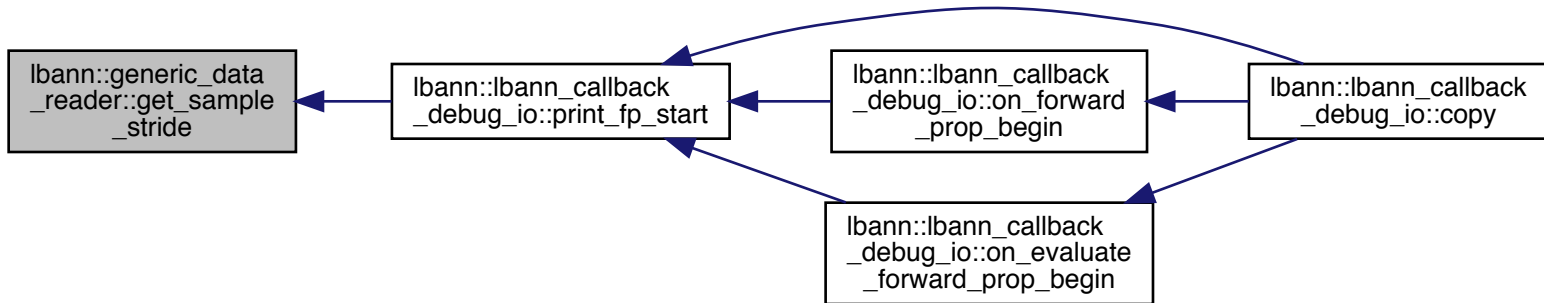 lbann::generic_data
_reader::get_sample
_stride
lbann::lbann_callback
_debug_io::print_fp_start
lbann::lbann_callback
_debug_io::on_forward
_prop_begin
lbann::lbann_callback
_debug_io::on_evaluate
_forward_prop_begin
lbann::lbann_callback
_debug_io::copy